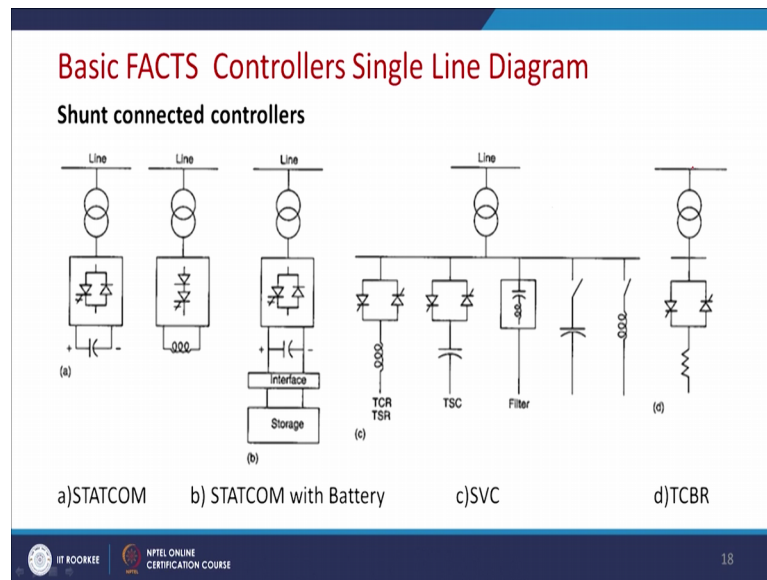 Basic FACTS Controllers Single Line Diagram
Shunt connected controllers
Line
Line
Line
Line
+ -
(a)
+ -
Interface
Storage
(b)
TCR
TSR
TSC
Filter
(c)
(d)
a)STATCOM b) STATCOM with Battery c)SVC d)TCBR
IIT ROORKEE
NPTEL ONLINE
CERTIFICATION COURSE
18